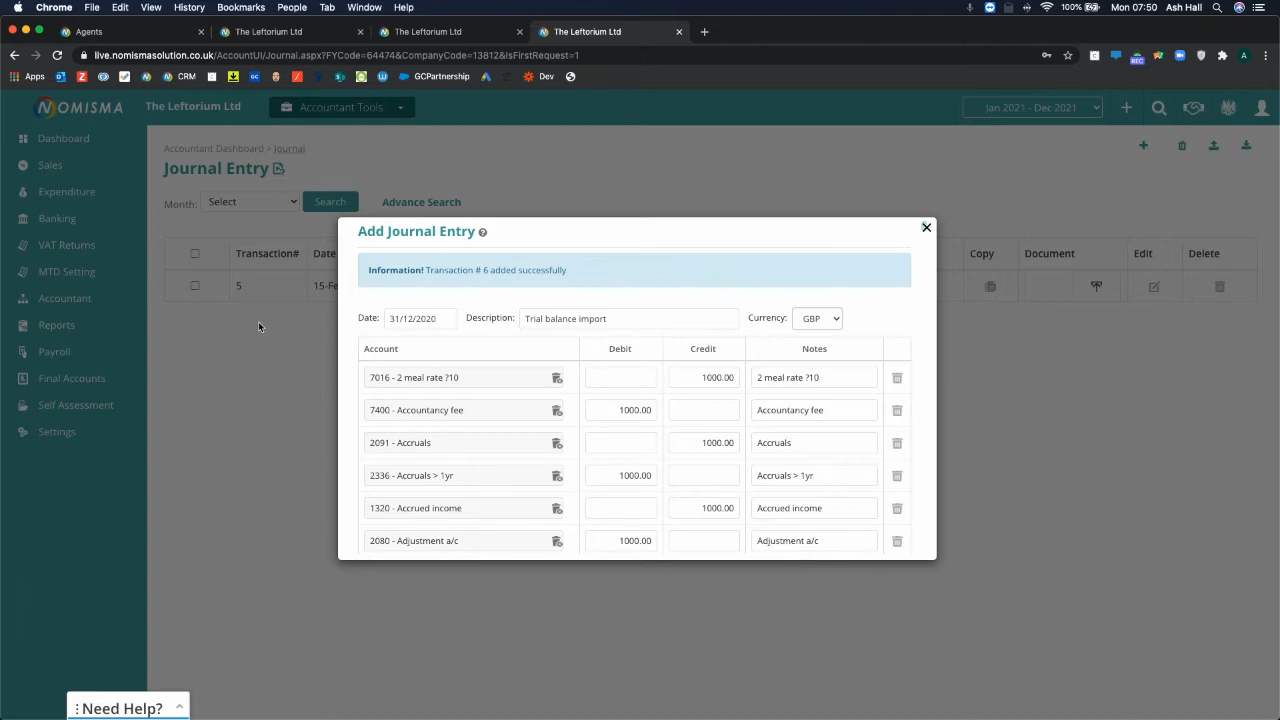 Chrome File Edit View History Bookmarks People Tab Window Help 100% Mon 07:50 Ash Hall
Agents The Leftorium Ltd The Leftorium Ltd The Leftorium Ltd
live.nomismasolution.co.uk/AccountUI/Journal.aspx?FYCode=64474&CompanyCode=13812&IsFirstRequest=1 REC A
Apps CRM GCPartnership Dev
NOMISMA The Leftorium Ltd Accountant Tools Jan 2021 - Dec 2021
Dashboard
Sales
Expenditure
Banking
VAT Returns
MTD Setting
Accountant
Reports
Payroll
Final Accounts
Self Assessment
Settings
Accountant Dashboard > Journal
Journal Entry
Month: Select Search Advance Search
Transaction# Date Copy Document Edit Delete
5 15-Fe
Add Journal Entry
Information! Transaction # 6 added successfully
Date: 31/12/2020 Description: Trial balance import Currency: GBP
Account Debit Credit Notes
7016 - 2 meal rate ?10 1000.00 2 meal rate ?10
7400 - Accountancy fee 1000.00 Accountancy fee
2091 - Accruals 1000.00 Accruals
2336 - Accruals > 1yr 1000.00 Accruals > 1yr
1320 - Accrued income 1000.00 Accrued income
2080 - Adjustment a/c 1000.00 Adjustment a/c
Need Help?